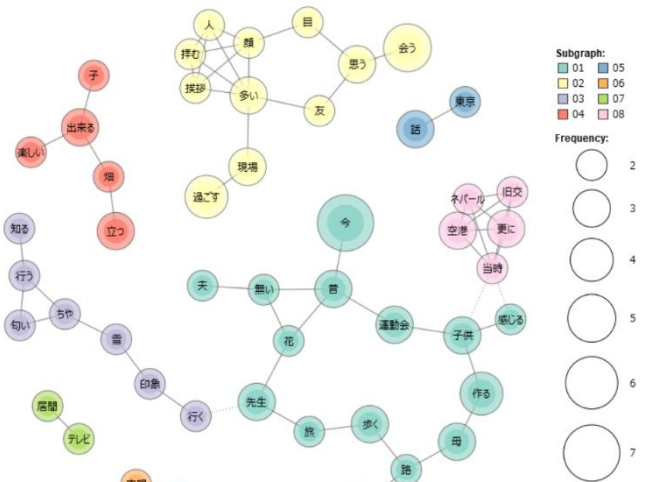 人
目
会う
拝む
顔
思う
挨拶
多い
友
子
出来る
楽しい
畑
立つ
現場
過ごす
東京
話
Subgraph:
01 05
02 06
03 07
04 08
Frequency:
2
3
4
5
6
7
ネパール
旧交
空港
更に
当時
知る
行う
匂い
ちや
雪
印象
行く
今
夫
無い
昔
運動会
子供
感じる
花
先生
作る
旅
歩く
母
路
居間
テレビ